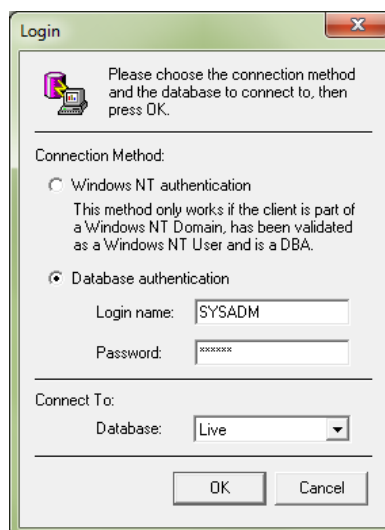 Login
Please choose the connection method
and the database to connect to, then
press OK.
Connection Method:
Windows NT authentication
This method only works if the client is part of
a Windows NT Domain, has been validated
as a Windows NT User and is a DBA.
Database authentication
Login name: SYSADM
Password: ******
Connect To:
Database: Live
OK Cancel